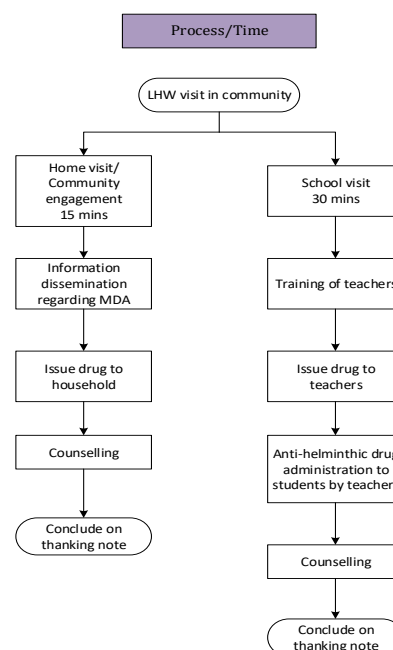 Process/Time
LHW visit in community
Home visit/
Community
engagement
15 mins
Information
dissemination
regarding MDA
Issue drug to
household
Counselling
Conclude on
thanking note
School visit
30 mins
Training of teachers
Issue drug to
teachers
Anti-helminthic drug
administration to
students by teacher
Counselling
Conclude on
thanking note